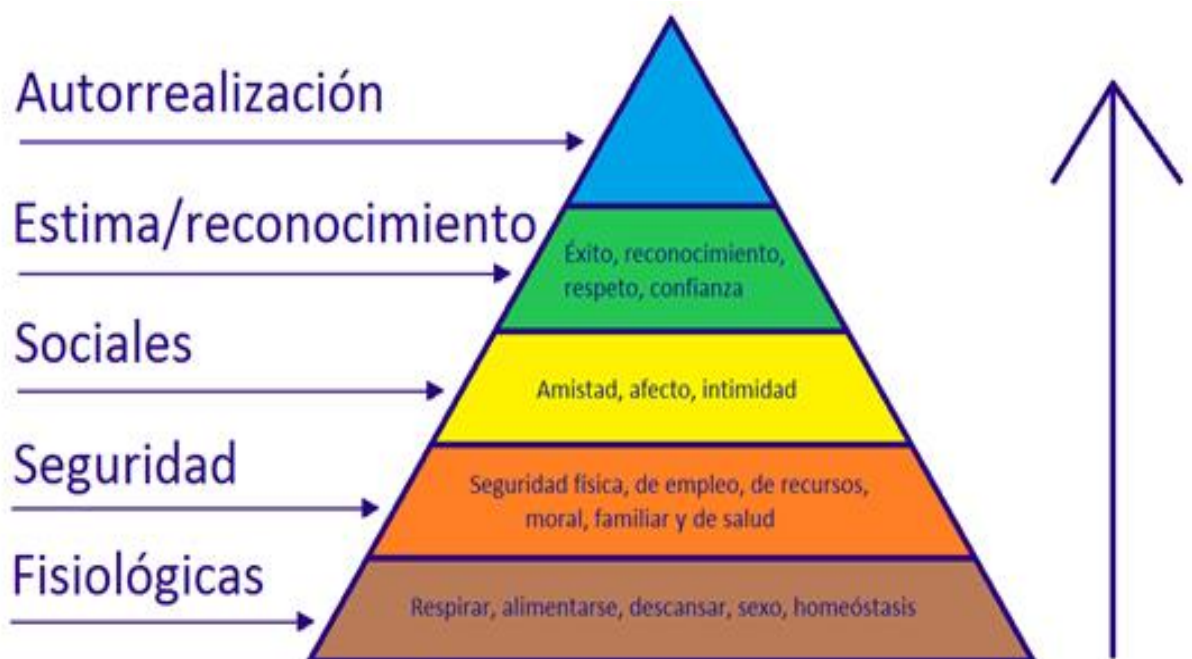 Autorrealización
Estima/reconocimiento
Éxito, reconocimiento,
respeto, confianza
Sociales
Amistad, afecto, intimidad
Seguridad
Seguridad física, de empleo, de recursos,
moral, familiar y de salud
Fisiológicas
Respirar, alimentarse, descansar, sexo, homeóstasis